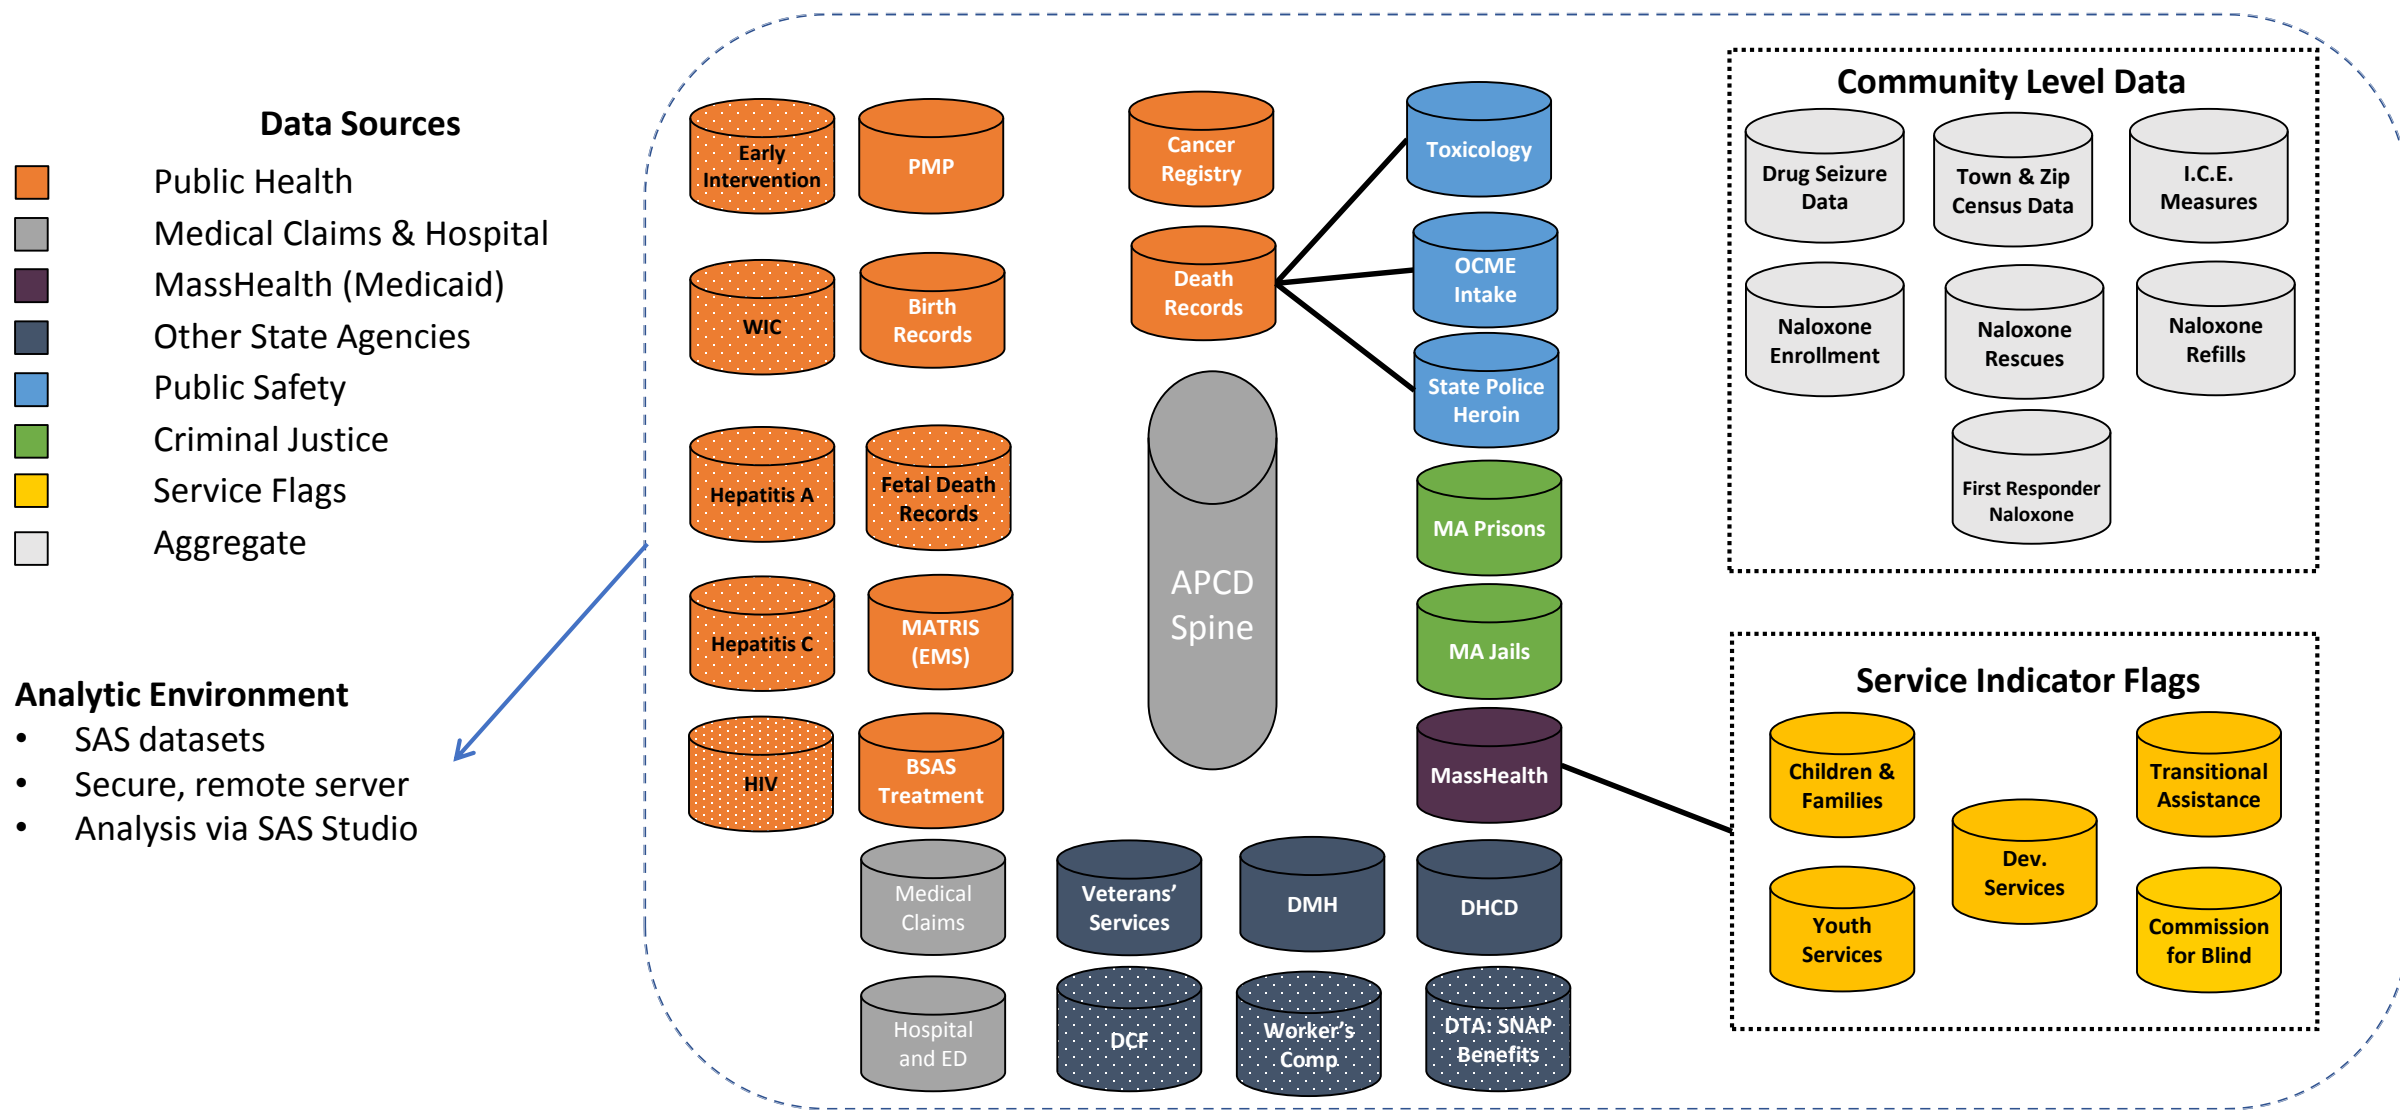 Data Sources
Public Health
Medical Claims & Hospital
MassHealth (Medicaid)
Other State Agencies
Public Safety
Criminal Justice
Service Flags
Aggregate
Analytic Environment
• SAS datasets
• Secure, remote server
• Analysis via SAS Studio
Early
Intervention
PMP
WIC
Birth
Records
Hepatitis A
Fetal Death
Records
Hepatitis C
MATRIS
(EMS)
HIV
BSAS
Treatment
Medical
Claims
Hospital
and ED
Cancer
Registry
Death
Records
APCD
Spine
Toxicology
OCME
Intake
State Police
Heroin
MA Prisons
MA Jails
MassHealth
Veterans'
Services
DMH
DHCD
DCF
Worker's
Comp
DTA: SNAP
Benefits
Community Level Data
Drug Seizure
Data
Town & Zip
Census Data
I.C.E.
Measures
Naloxone
Enrollment
Naloxone
Rescues
Naloxone
Refills
First Responder
Naloxone
Service Indicator Flags
Children &
Families
Transitional
Assistance
Dev.
Services
Youth
Services
Commission
for Blind